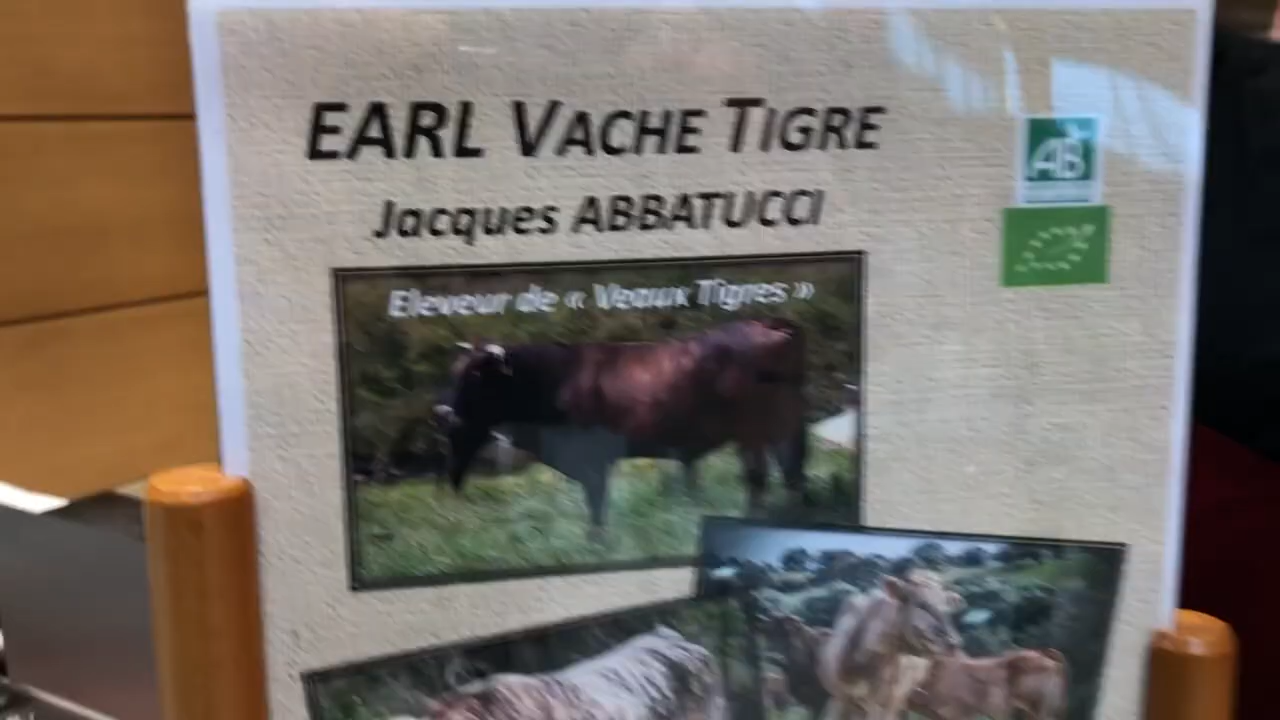 EARL VACHE TIGRE
AB
Jacques ABBATUCCI
Eleveur de « Veaux Tigres »